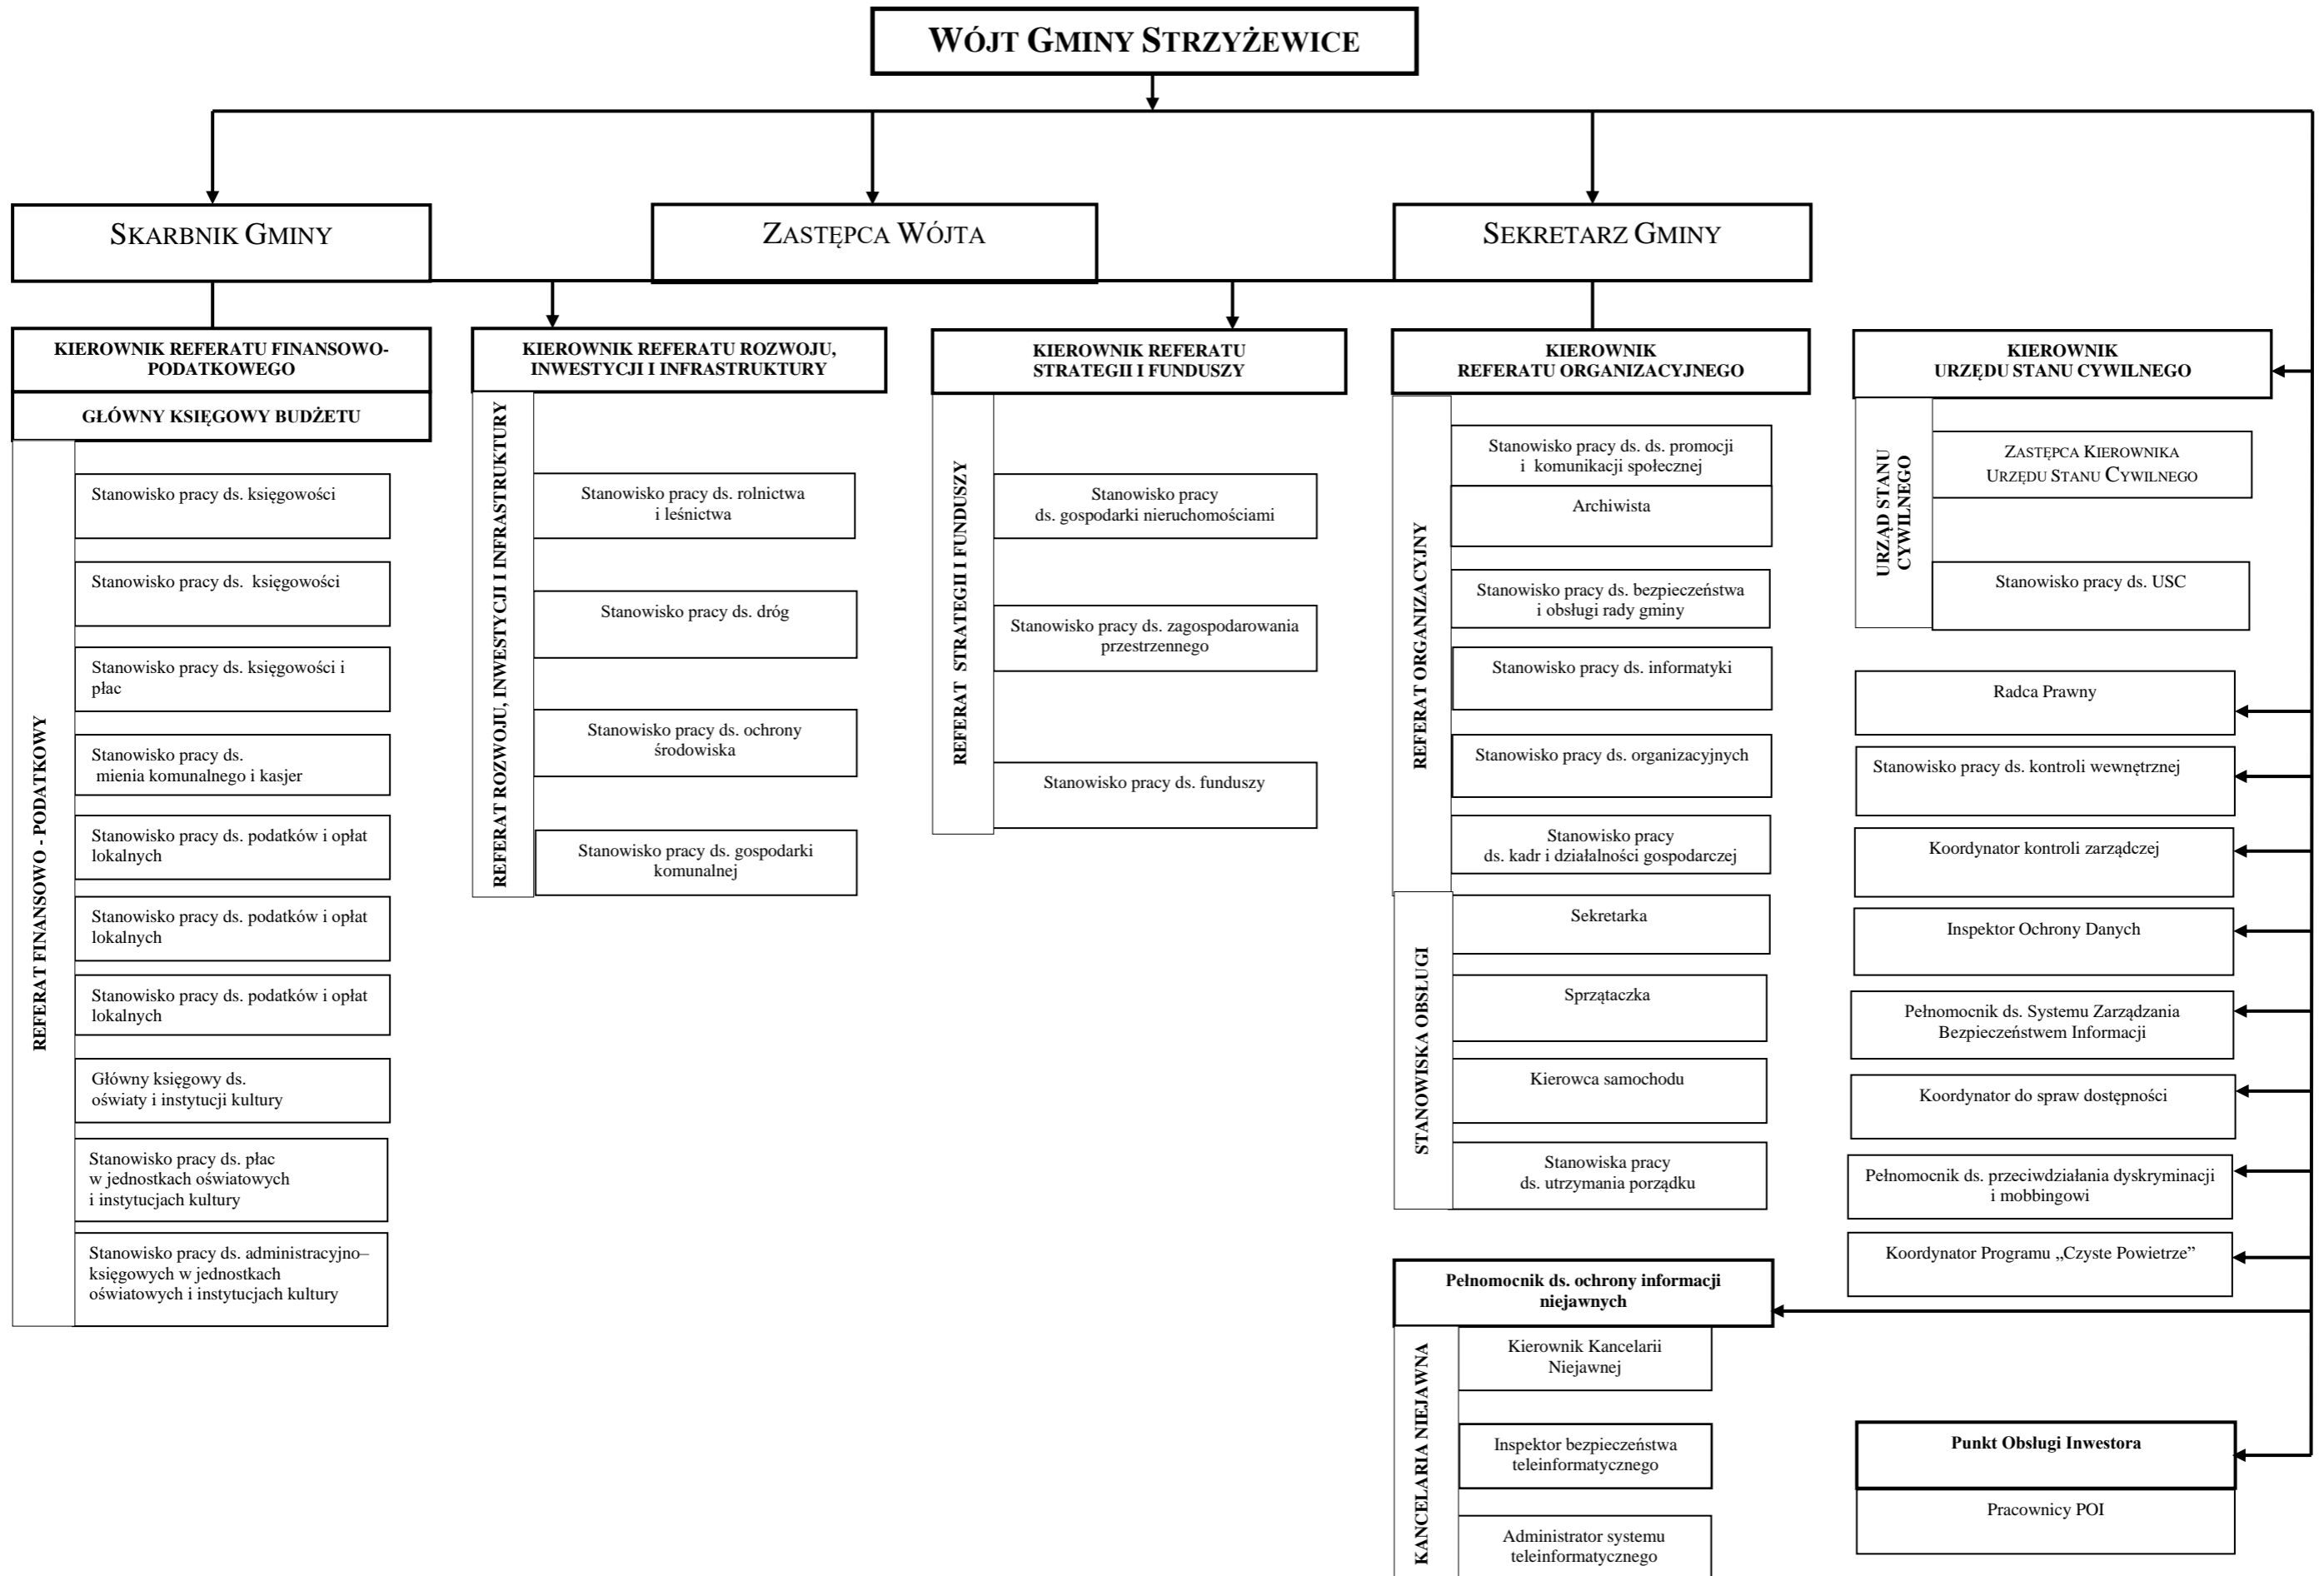 WÓJT GMINY STRZYŻEWICE
SKARBNIK GMINY
ZASTĘPCA WÓJTA
SEKRETARZ GMINY
KIEROWNIK REFERATU FINANSOWO-
PODATKOWEGO
GŁÓWNY KSIĘGOWY BUDŻETU
REFERAT FINANSOWO - PODATKOWY
Stanowisko pracy ds. księgowości
Stanowisko pracy ds. księgowości
Stanowisko pracy ds. księgowości i
płac
Stanowisko pracy ds.
mienia komunalnego i kasjer
Stanowisko pracy ds. podatków i opłat
lokalnych
Stanowisko pracy ds. podatków i opłat
lokalnych
Stanowisko pracy ds. podatków i opłat
lokalnych
Główny księgowy ds.
oświaty i instytucji kultury
Stanowisko pracy ds. płac
w jednostkach oświatowych
i instytucjach kultury
Stanowisko pracy ds. administracyjno–
księgowych w jednostkach
oświatowych i instytucjach kultury
KIEROWNIK REFERATU ROZWOJU,
INWESTYCJI I INFRASTRUKTURY
REFERAT ROZWOJU, INWESTYCJI I INFRASTRUKTURY
Stanowisko pracy ds. rolnictwa
i leśnictwa
Stanowisko pracy ds. dróg
Stanowisko pracy ds. ochrony
środowiska
Stanowisko pracy ds. gospodarki
komunalnej
KIEROWNIK REFERATU
STRATEGII I FUNDUSZY
REFERAT STRATEGII I FUNDUSZY
Stanowisko pracy
ds. gospodarki nieruchomościami
Stanowisko pracy ds. zagospodarowania
przestrzennego
Stanowisko pracy ds. funduszy
KIEROWNIK
REFERATU ORGANIZACYJNEGO
REFERAT ORGANIZACYJNY
Stanowisko pracy ds. ds. promocji
i komunikacji społecznej
Archiwista
Stanowisko pracy ds. bezpieczeństwa
i obsługi rady gminy
Stanowisko pracy ds. informatyki
Stanowisko pracy ds. organizacyjnych
Stanowisko pracy
ds. kadr i działalności gospodarczej
STANOWISKA OBSŁUGI
Sekretarka
Sprzątaczka
Kierowca samochodu
Stanowiska pracy
ds. utrzymania porządku
Pełnomocnik ds. ochrony informacji
niejawnych
KANCELARIA NIEJAWNA
Kierownik Kancelarii
Niejawnej
Inspektor bezpieczeństwa
teleinformatycznego
Administrator systemu
teleinformatycznego
KIEROWNIK
URZĘDU STANU CYWILNEGO
URZĄD STANU
CYWILNEGO
ZASTĘPCA KIEROWNIKA
URZĘDU STANU CYWILNEGO
Stanowisko pracy ds. USC
Radca Prawny
Stanowisko pracy ds. kontroli wewnętrznej
Koordynator kontroli zarządczej
Inspektor Ochrony Danych
Pełnomocnik ds. Systemu Zarządzania
Bezpieczeństwem Informacji
Koordynator do spraw dostępności
Pełnomocnik ds. przeciwdziałania dyskryminacji
i mobbingowi
Koordynator Programu „Czyste Powietrze”
Punkt Obsługi Inwestora
Pracownicy POI